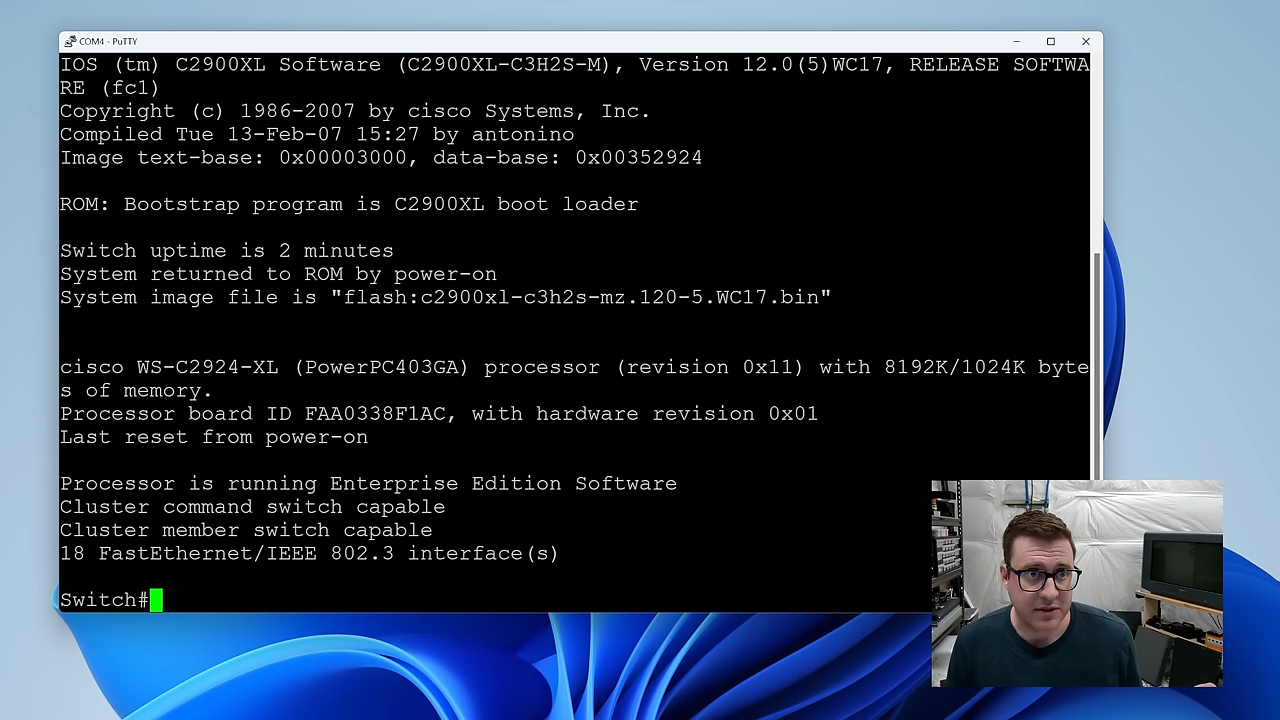 COM4 - PuTTY
IOS (tm) C2900XL Software (C2900XL-C3H2S-M), Version 12.0(5)WC17, RELEASE SOFTWA
RE (fc1)
Copyright (c) 1986-2007 by cisco Systems, Inc.
Compiled Tue 13-Feb-07 15:27 by antonino
Image text-base: 0x00003000, data-base: 0x00352924
ROM: Bootstrap program is C2900XL boot loader
Switch uptime is 2 minutes
System returned to ROM by power-on
System image file is "flash:c2900xl-c3h2s-mz.120-5.WC17.bin"
cisco WS-C2924-XL (PowerPC403GA) processor (revision 0x11) with 8192K/1024K byte
s of memory.
Processor board ID FAA0338F1AC, with hardware revision 0x01
Last reset from power-on
Processor is running Enterprise Edition Software
Cluster command switch capable
Cluster member switch capable
18 FastEthernet/IEEE 802.3 interface(s)
Switch#